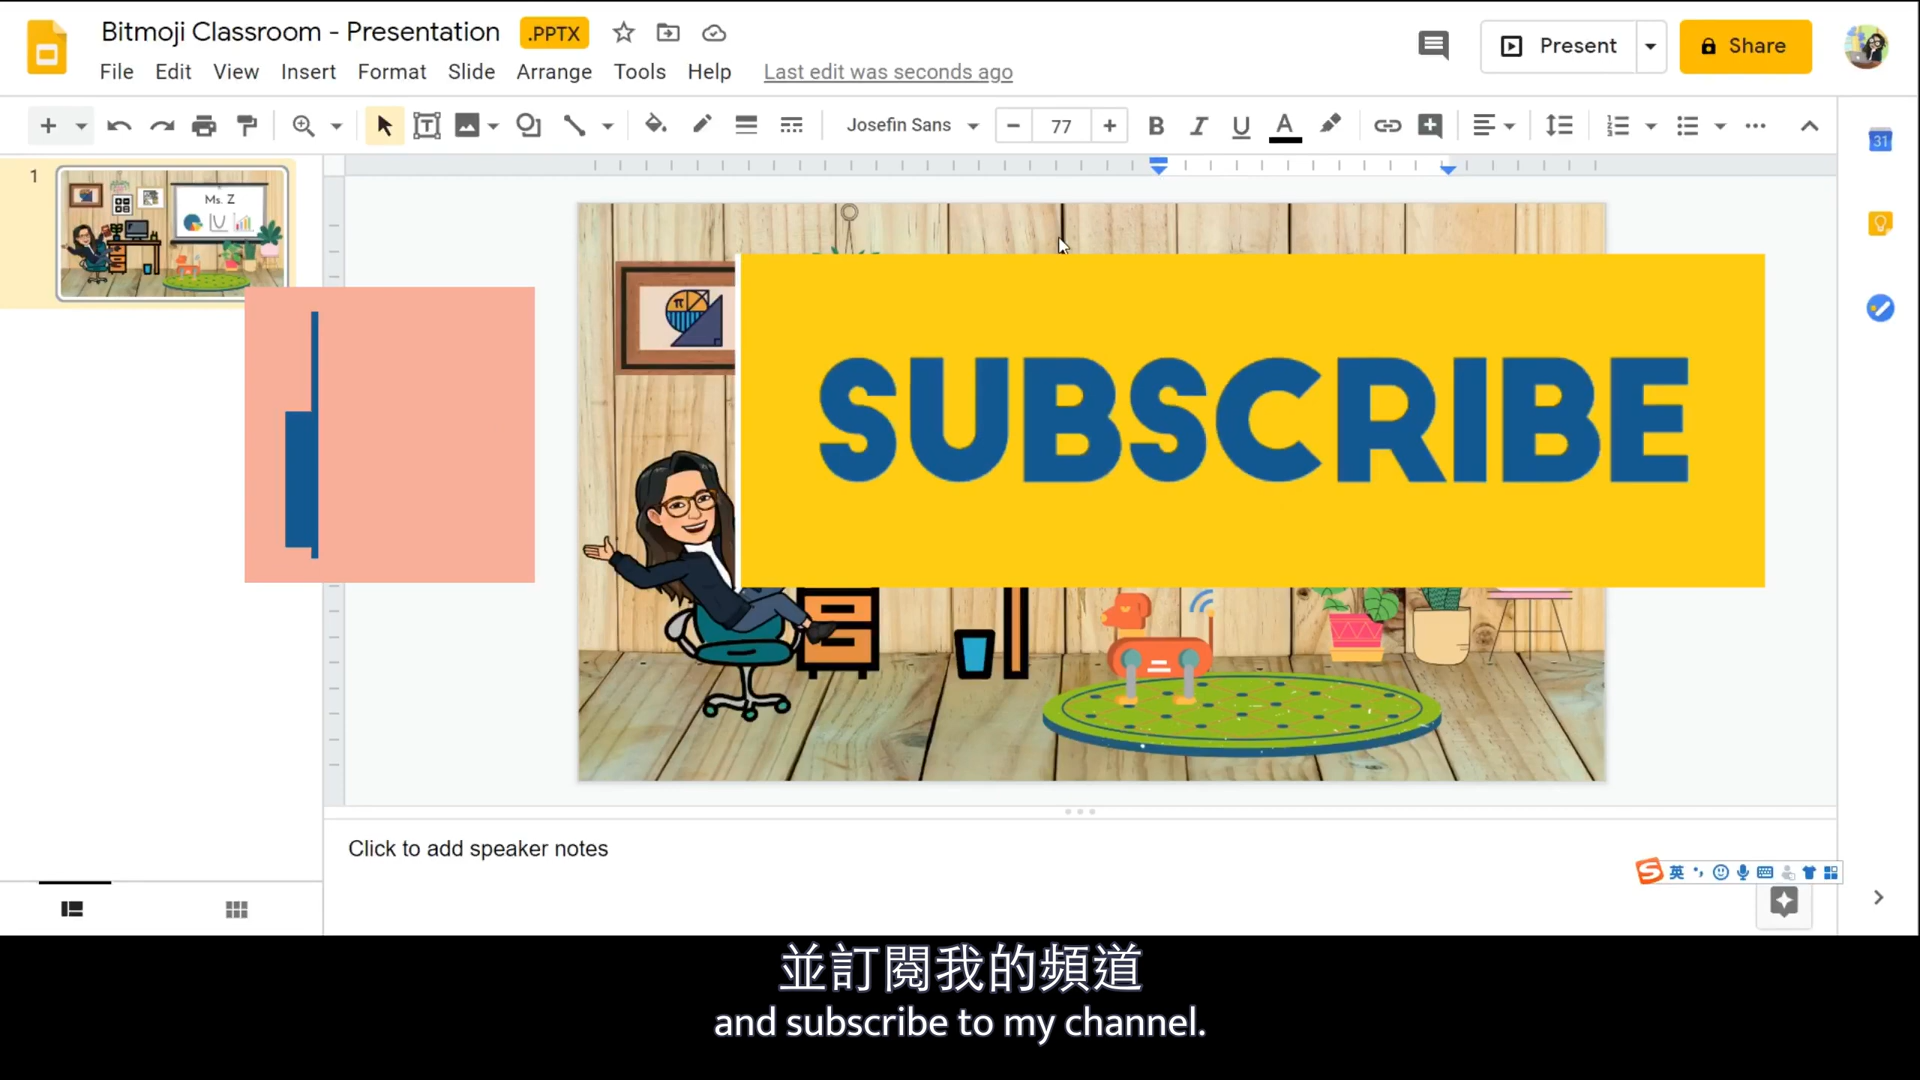 Bitmoji Classroom - Presentation .PPTX
Present
Share
File Edit View Insert Format Slide Arrange Tools Help Last edit was seconds ago
Josefin Sans
77
B I U A
31
1
Ms. Z
π
SUBSCRIBE
Click to add speaker notes
S 英
並訂閱我的頻道
and subscribe to my channel.